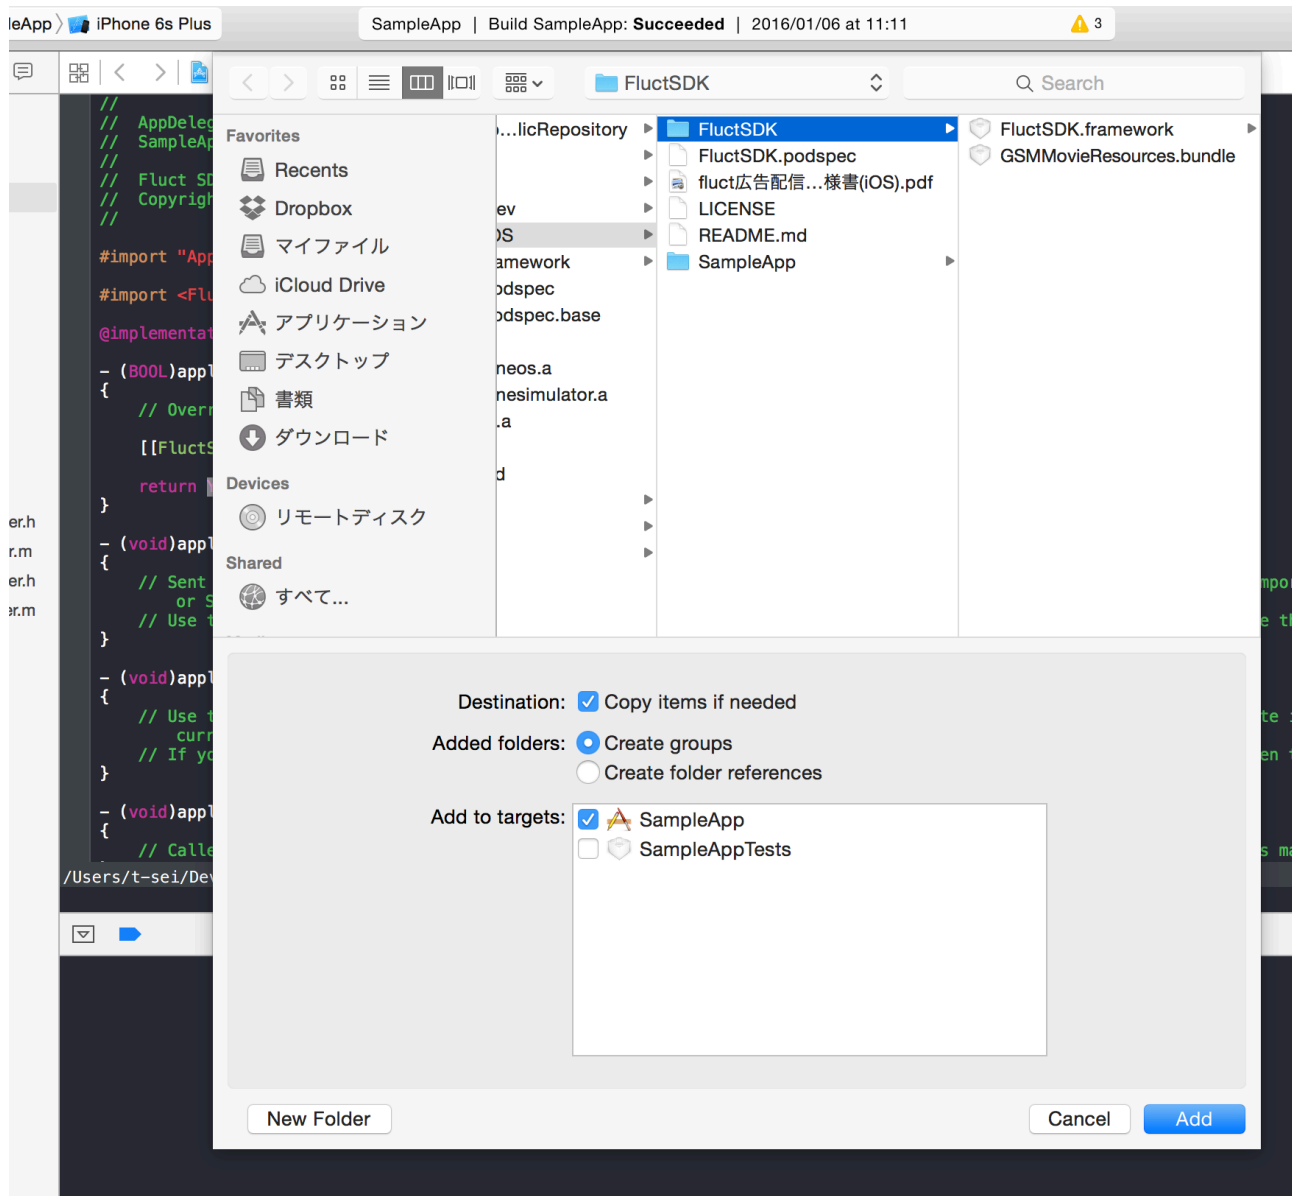 leApp iPhone 6s Plus
SampleApp | Build SampleApp: Succeeded | 2016/01/06 at 11:11
3
FluctSDK
Search
//
// AppDeleg
// SampleAp
//
// Fluct SD
// Copyrigh
//
#import "App
#import <Flu
@implementat
- (BOOL)appl
{
// Overr
[[FluctS
return
}
- (void)appl
{
// Sent
or S
// Use t
}
- (void)appl
{
// Use t
curr
// If yo
}
- (void)appl
{
// Calle
/Users/t-sei/Dev
er.h
r.m
er.h
er.m
Favorites
Recents
Dropbox
マイファイル
iCloud Drive
アプリケーション
デスクトップ
書類
ダウンロード
Devices
リモートディスク
Shared
すべて...
...licRepository
ev
OS
amework
odspec
odspec.base
neos.a
nesimulator.a
.a
d
FluctSDK
FluctSDK.podspec
fluct広告配信...様書(iOS).pdf
LICENSE
README.md
SampleApp
FluctSDK.framework
GSMMovieResources.bundle
mpor
e th
te i
en t
s ma
Destination: Copy items if needed
Added folders: Create groups
Create folder references
Add to targets: SampleApp
SampleAppTests
New Folder
Cancel
Add